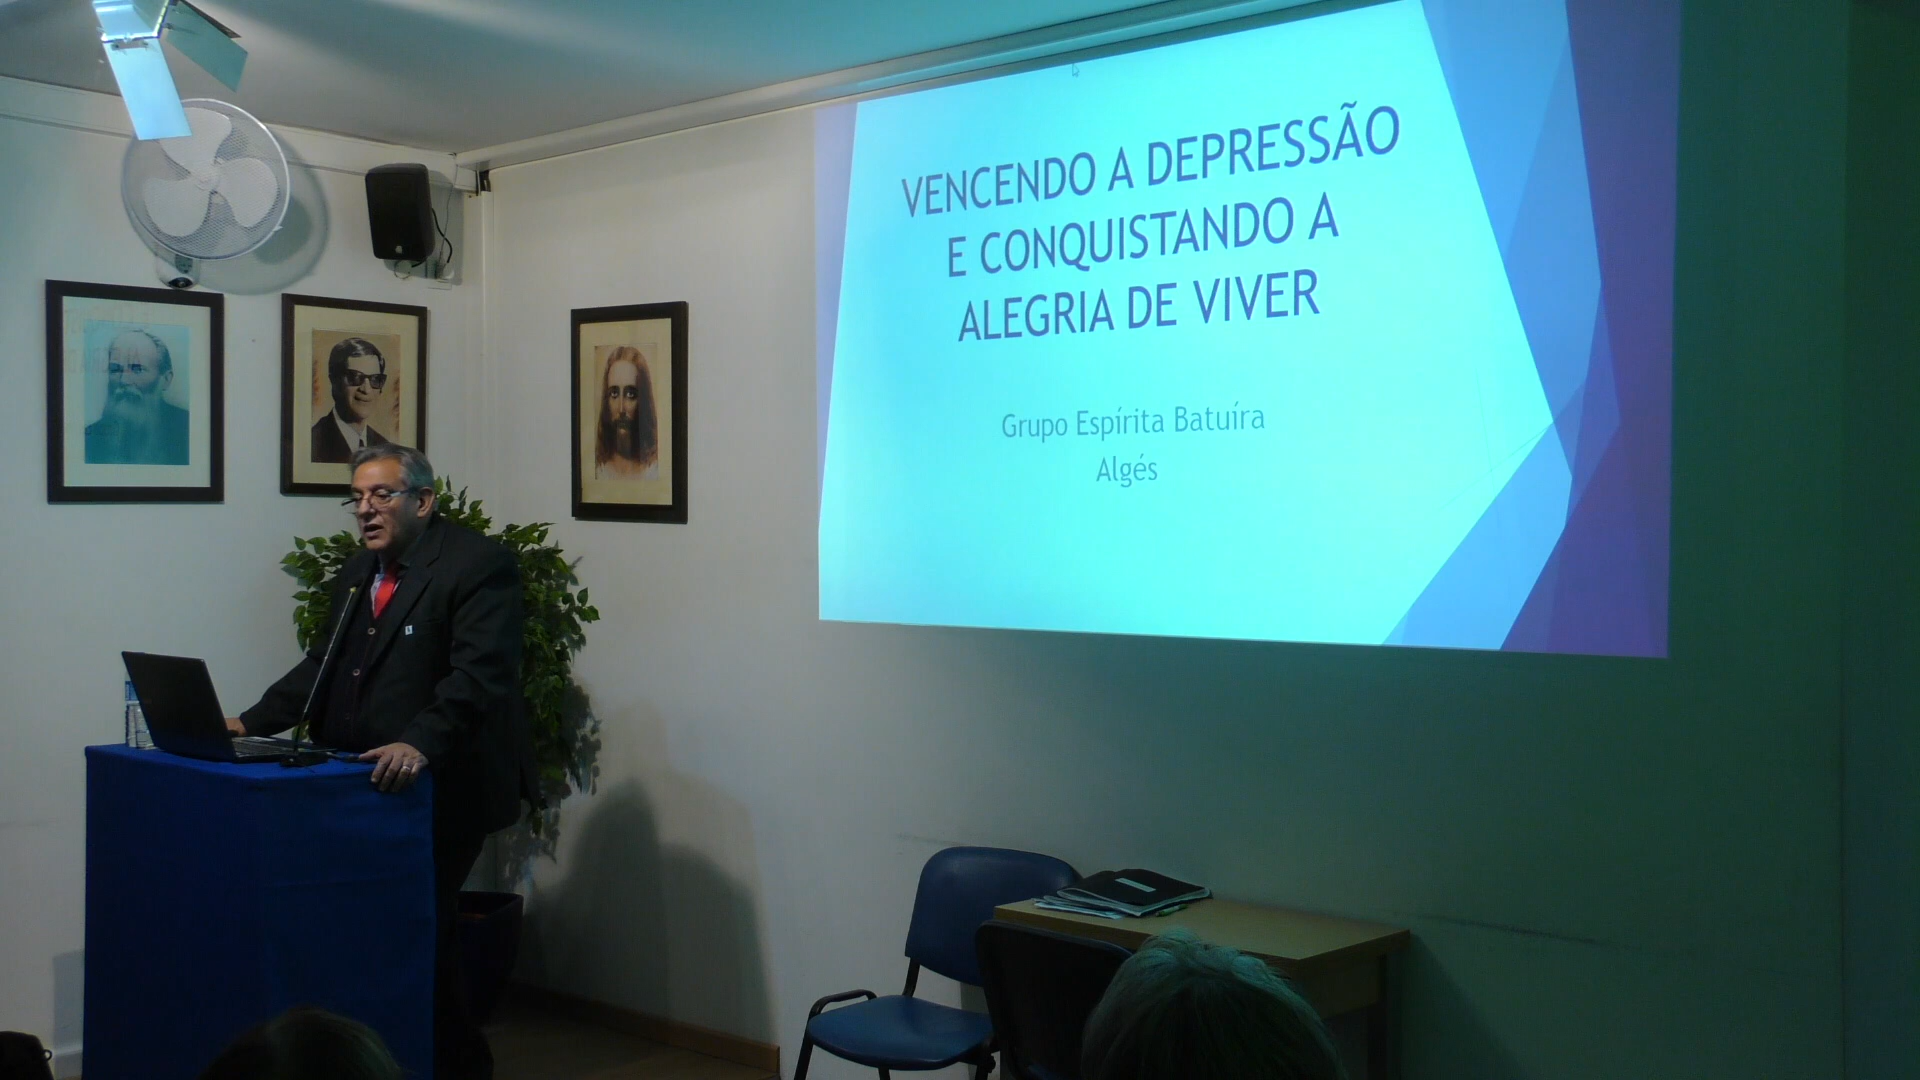 VENCENDO A DEPRESSÃO
E CONQUISTANDO A
ALEGRIA DE VIVER
Grupo Espírita Batuíra
Algés